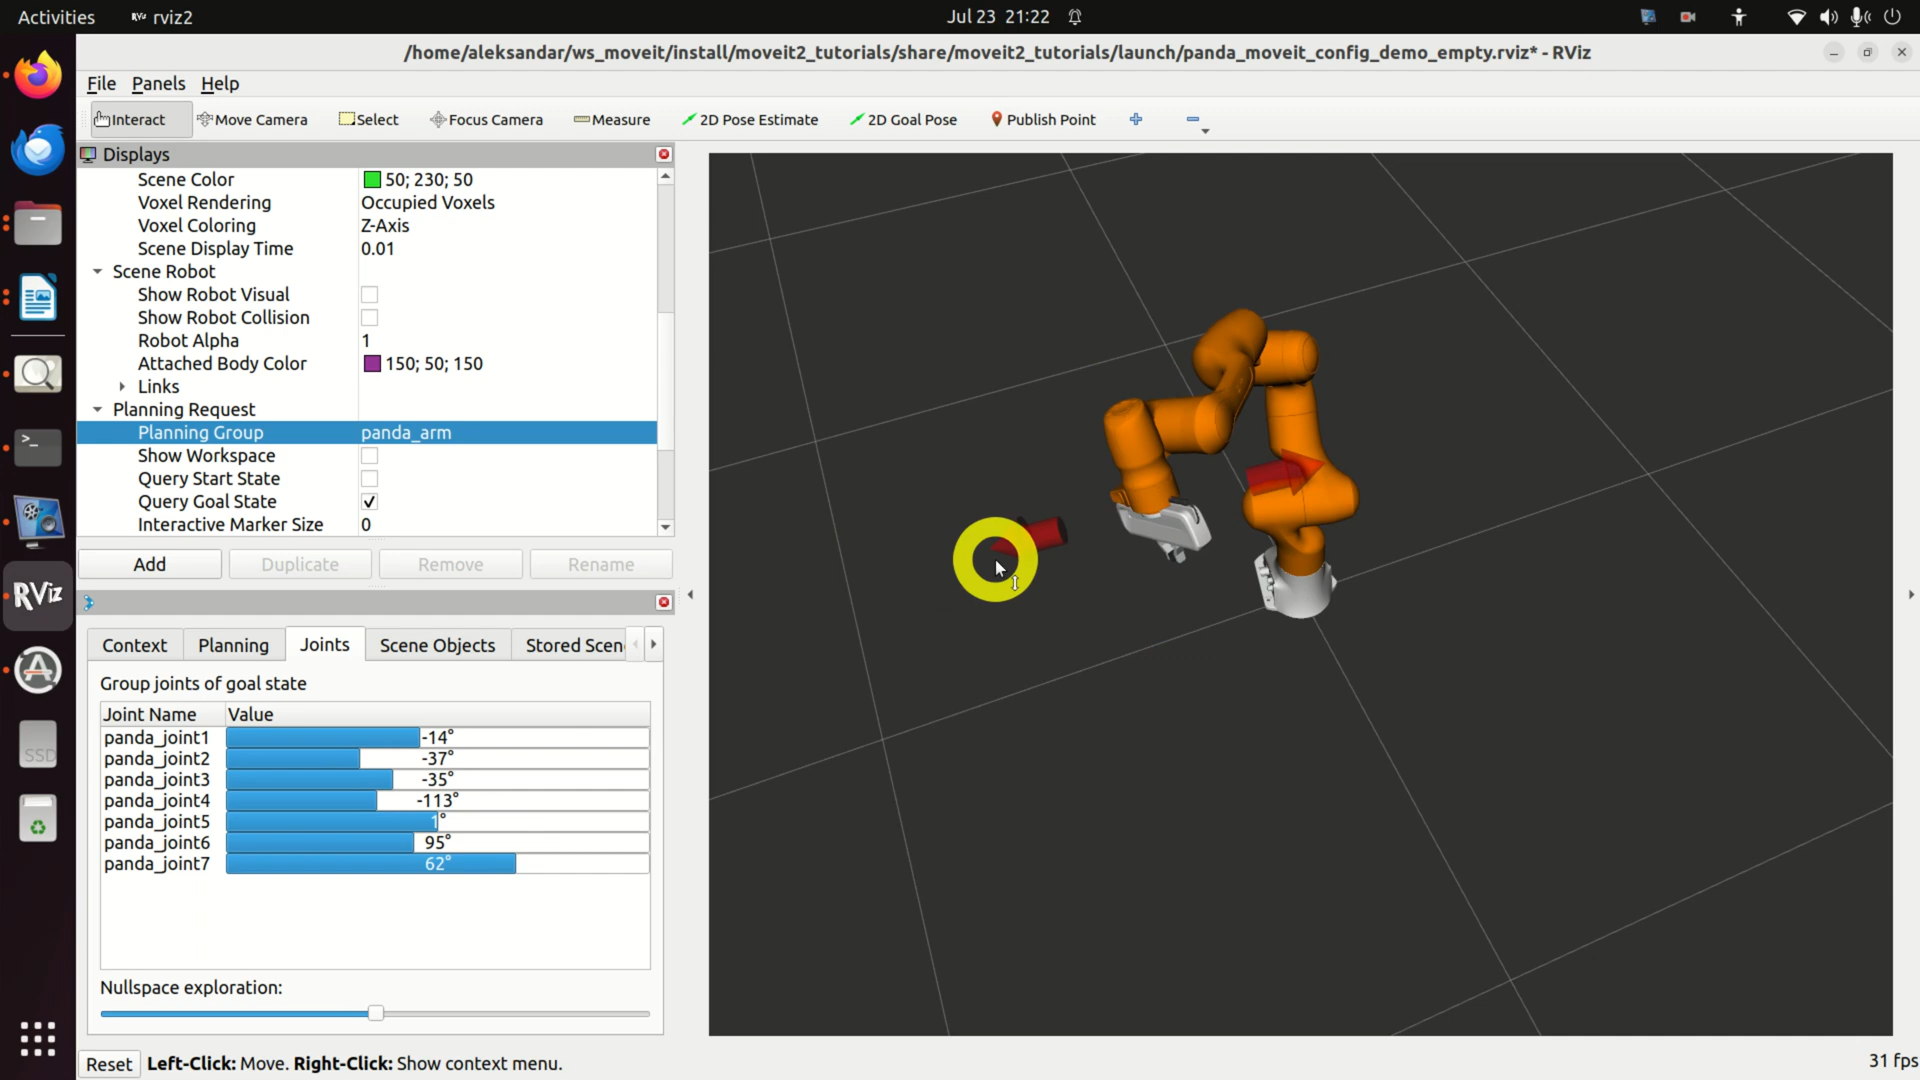 Activities RViz rviz2 Jul 23 21:22
/home/aleksandar/ws_moveit/install/moveit2_tutorials/share/moveit2_tutorials/launch/panda_moveit_config_demo_empty.rviz* - RViz
File Panels Help
Interact Move Camera Select Focus Camera Measure 2D Pose Estimate 2D Goal Pose Publish Point
Displays
Scene Color 50; 230; 50
Voxel Rendering Occupied Voxels
Voxel Coloring Z-Axis
Scene Display Time 0.01
Scene Robot
Show Robot Visual
Show Robot Collision
Robot Alpha 1
Attached Body Color 150; 50; 150
Links
Planning Request
Planning Group panda_arm
Show Workspace
Query Start State
Query Goal State
Interactive Marker Size 0
Add Duplicate Remove Rename
RViz
Context Planning Joints Scene Objects Stored Scen
Group joints of goal state
Joint Name Value
panda_joint1 -14°
panda_joint2 -37°
panda_joint3 -35°
panda_joint4 -113°
panda_joint5 1°
panda_joint6 95°
panda_joint7 62°
SSD
Nullspace exploration:
Reset Left-Click: Move. Right-Click: Show context menu. 31 fps